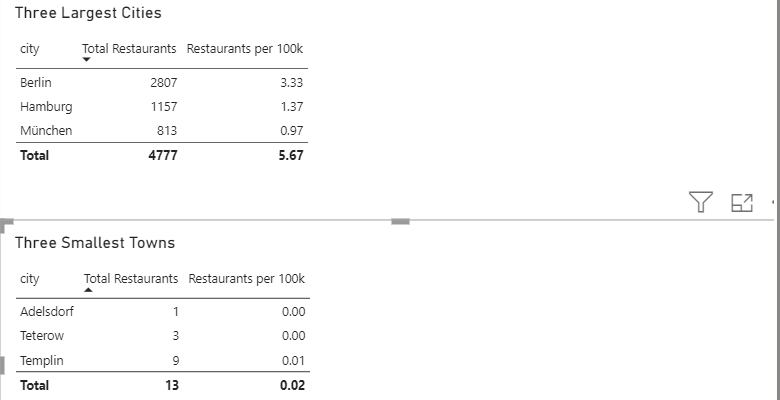 Three Largest Cities
city Total Restaurants Restaurants per 100k
Berlin 2807 3.33
Hamburg 1157 1.37
München 813 0.97
Total 4777 5.67
Three Smallest Towns
city Total Restaurants Restaurants per 100k
Adelsdorf 1 0.00
Teterow 3 0.00
Templin 9 0.01
Total 13 0.02